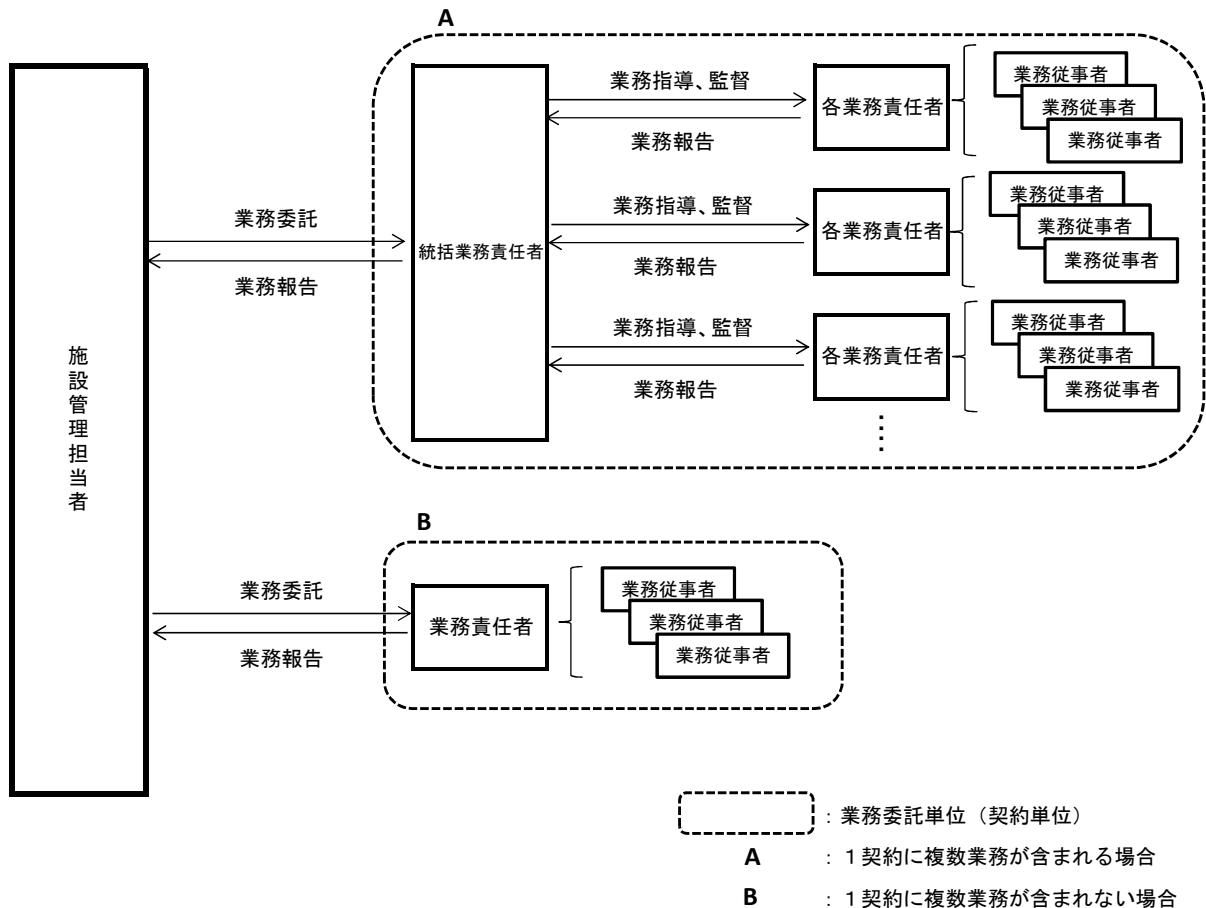 A
施設管理担当者
業務委託
業務報告
統括業務責任者
業務指導、監督
業務報告
各業務責任者
業務従事者
業務従事者
業務従事者
業務指導、監督
業務報告
各業務責任者
業務従事者
業務従事者
業務従事者
業務指導、監督
業務報告
各業務責任者
業務従事者
業務従事者
業務従事者
B
業務委託
業務報告
業務責任者
業務従事者
業務従事者
業務従事者
：業務委託単位（契約単位）
A ：１契約に複数業務が含まれる場合
B ：１契約に複数業務が含まれない場合